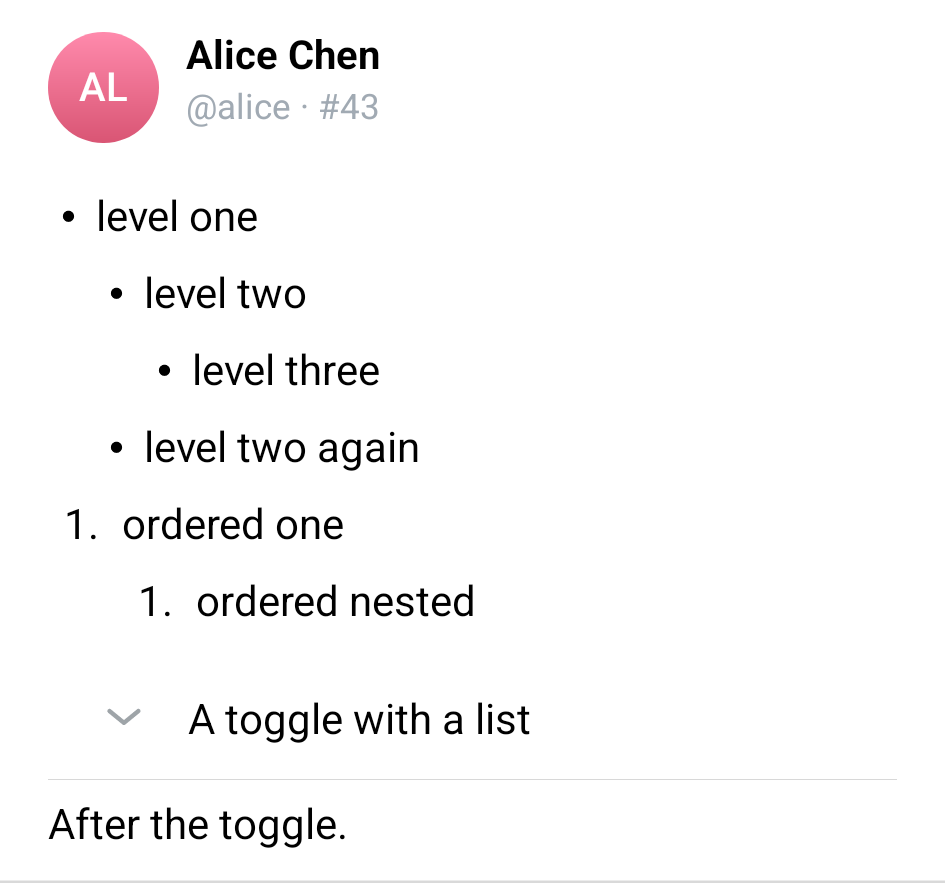 AL
Alice Chen
@alice · #43
• level one
• level two
• level three
• level two again
1. ordered one
1. ordered nested
A toggle with a list
After the toggle.